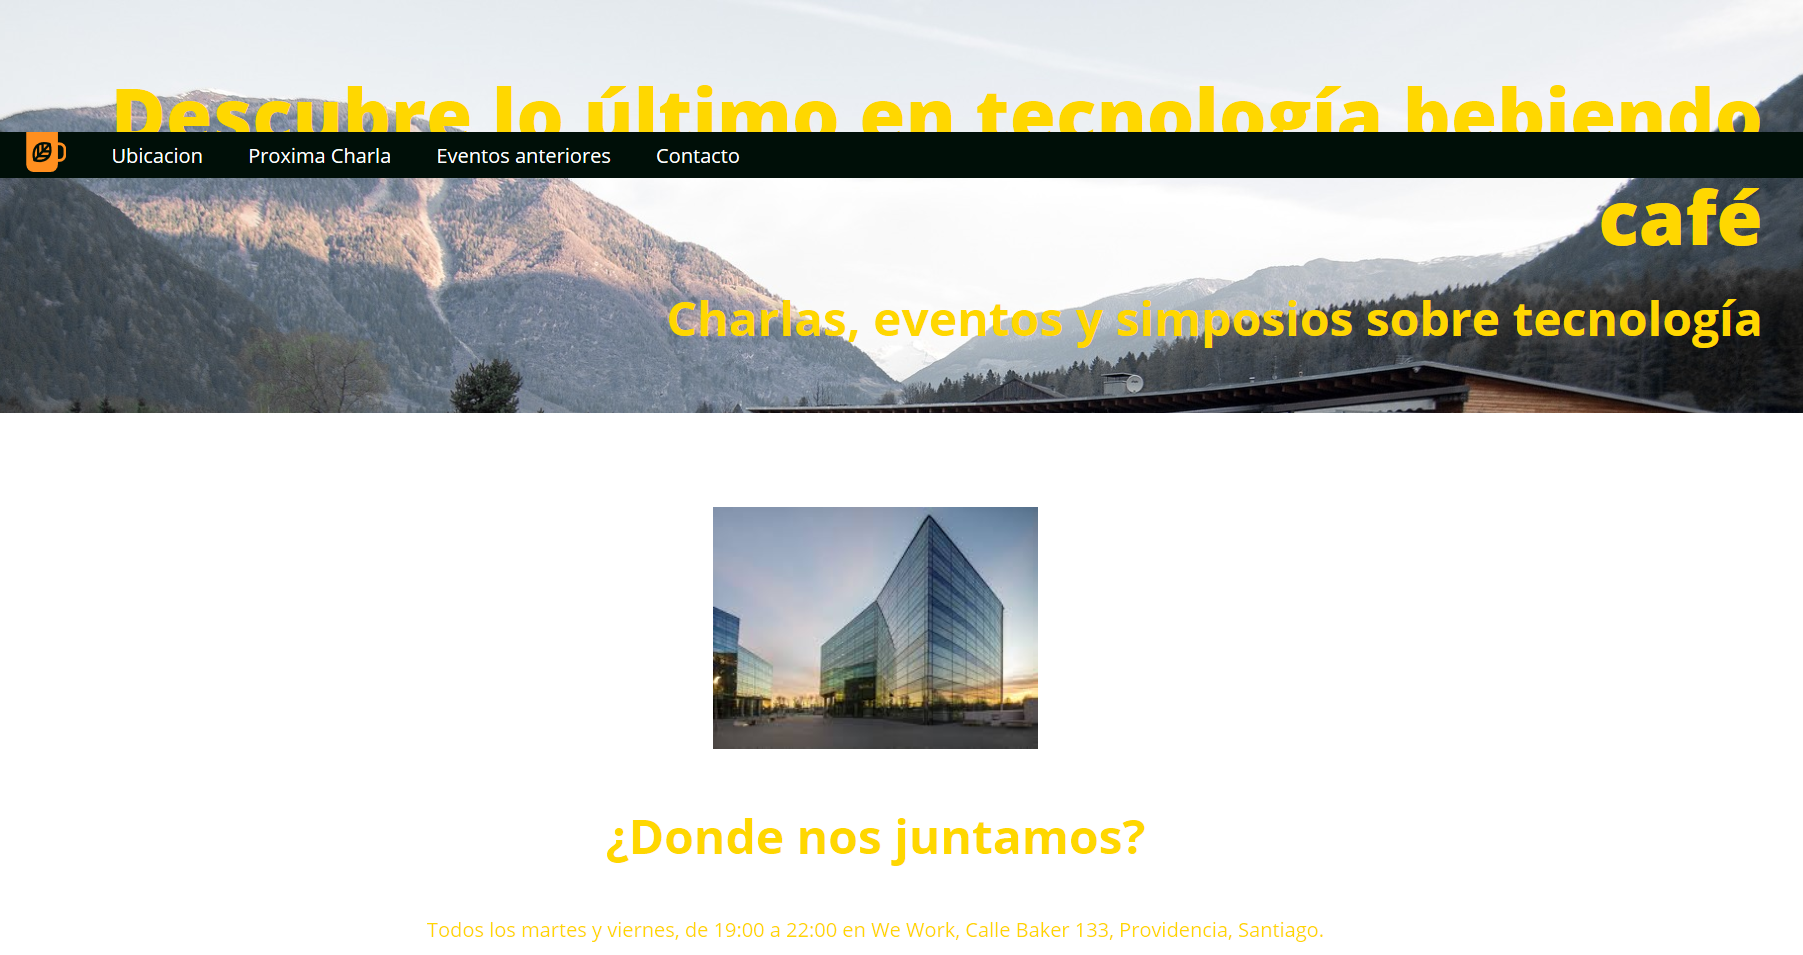 Descubre lo último en tecnología bebiendo
Ubicacion Proxima Charla Eventos anteriores Contacto
café
Charlas, eventos y simposios sobre tecnología
¿Donde nos juntamos?
Todos los martes y viernes, de 19:00 a 22:00 en We Work, Calle Baker 133, Providencia, Santiago.